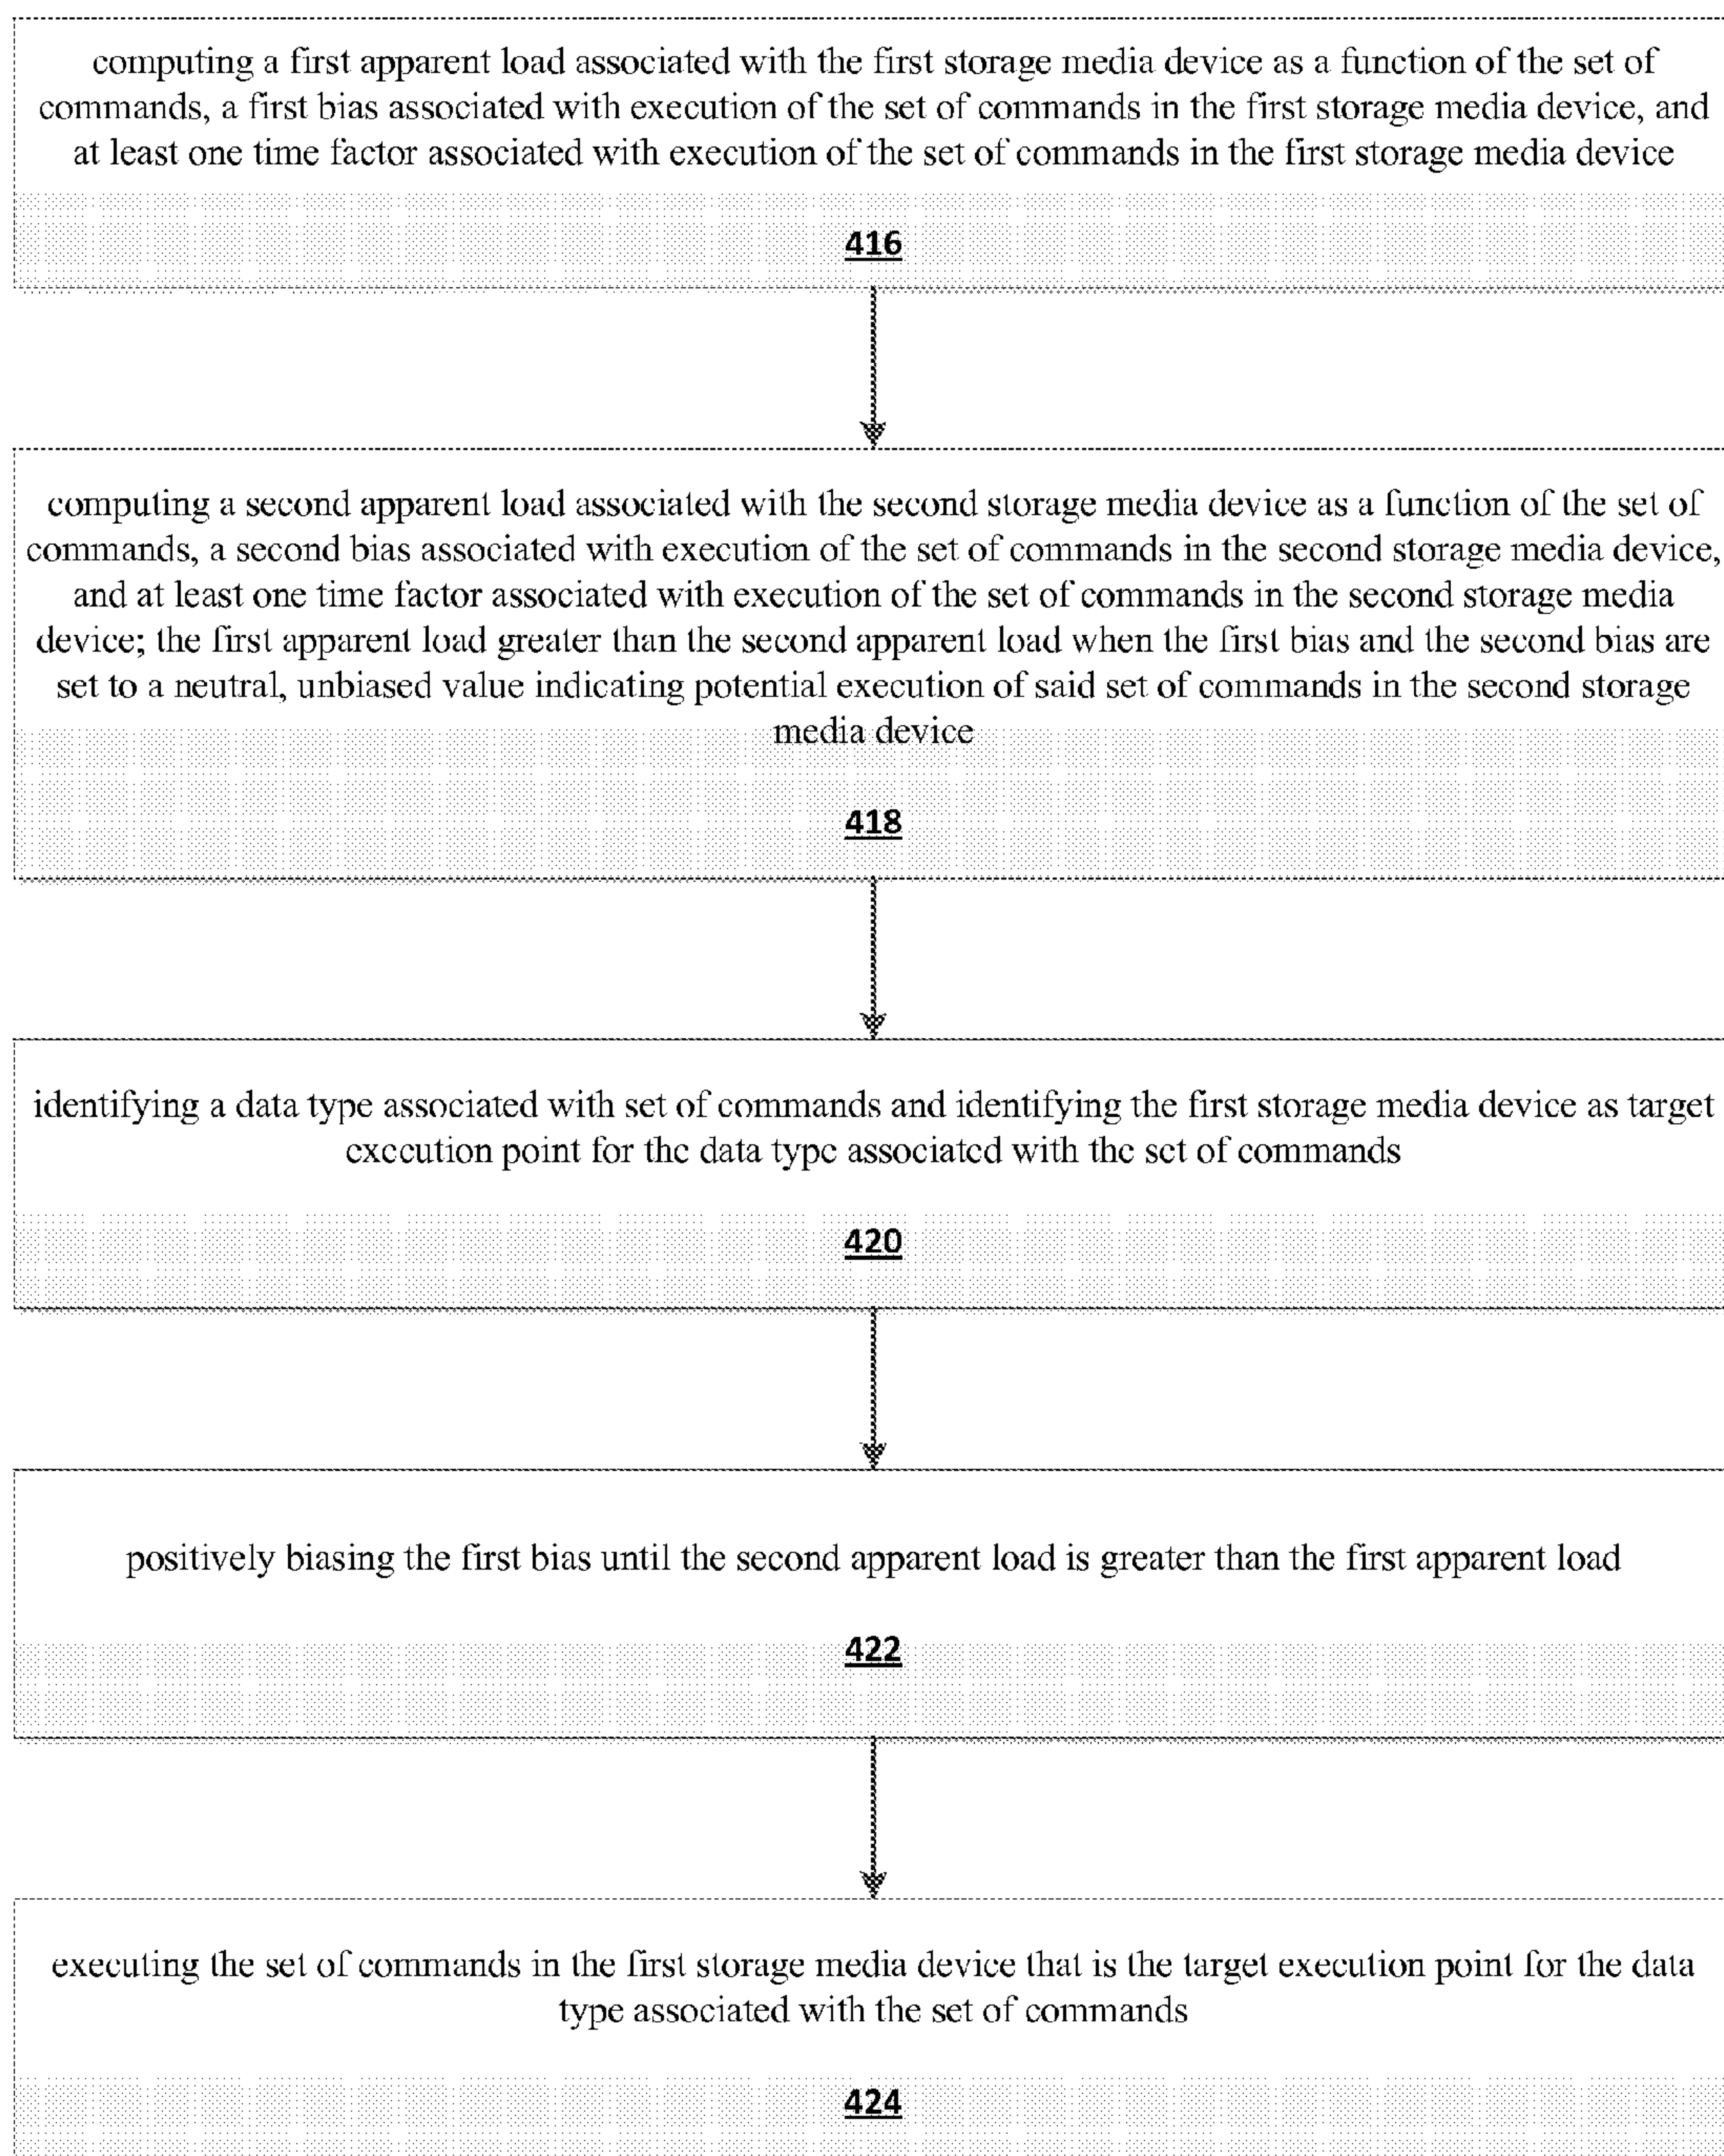 computing a first apparent load associated with the first storage media device as a function of the set of
commands, a first bias associated with execution of the set of commands in the first storage media device, and
at least one time factor associated with execution of the set of commands in the first storage media device
416
computing a second apparent load associated with the second storage media device as a function of the set of
commands, a second bias associated with execution of the set of commands in the second storage media device,
and at least one time factor associated with execution of the set of commands in the second storage media
device; the first apparent load greater than the second apparent load when the first bias and the second bias are
set to a neutral, unbiased value indicating potential execution of said set of commands in the second storage
media device
418
identifying a data type associated with set of commands and identifying the first storage media device as target
execution point for the data type associated with the set of commands
420
positively biasing the first bias until the second apparent load is greater than the first apparent load
422
executing the set of commands in the first storage media device that is the target execution point for the data
type associated with the set of commands
424